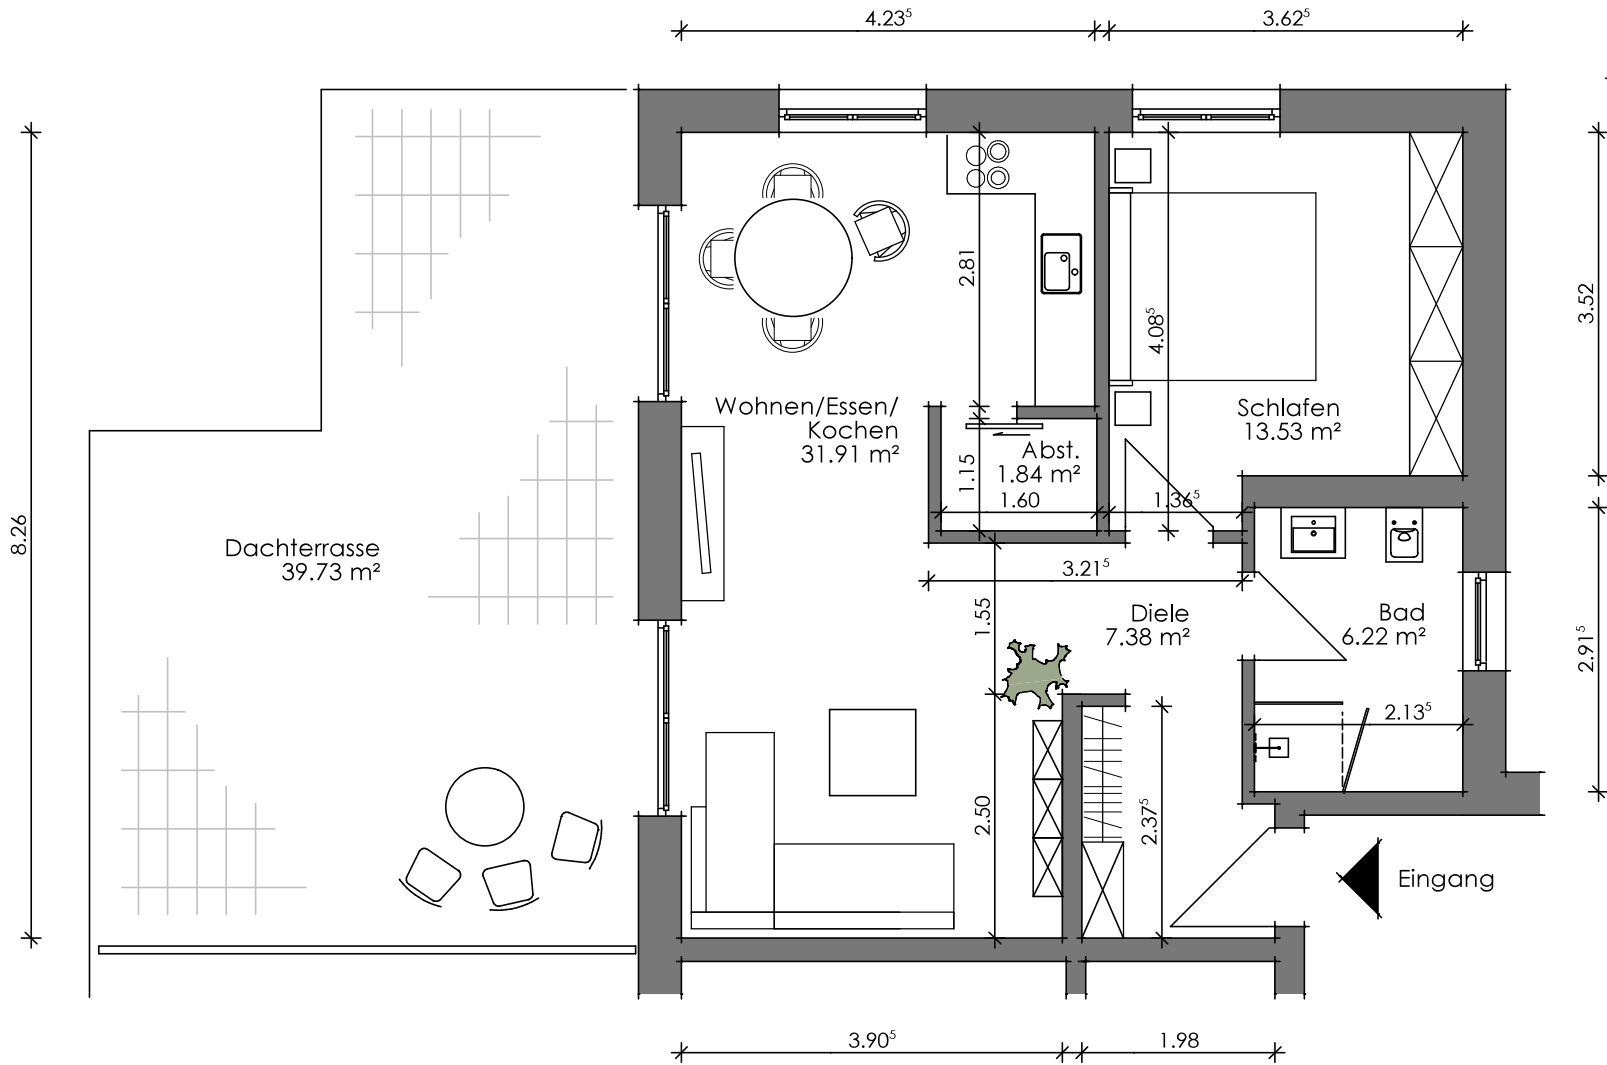 4.23⁵
3.62⁵
8.26
2.81
4.08⁵
3.52
Wohnen/Essen/
Kochen
31.91 m²
Schlafen
13.53 m²
Abst.
1.84 m²
1.15
1.60
1.36⁵
Dachterrasse
39.73 m²
3.21⁵
1.55
Diele
7.38 m²
Bad
6.22 m²
2.91⁵
2.13⁵
2.50
2.37⁵
Eingang
3.90⁵
1.98